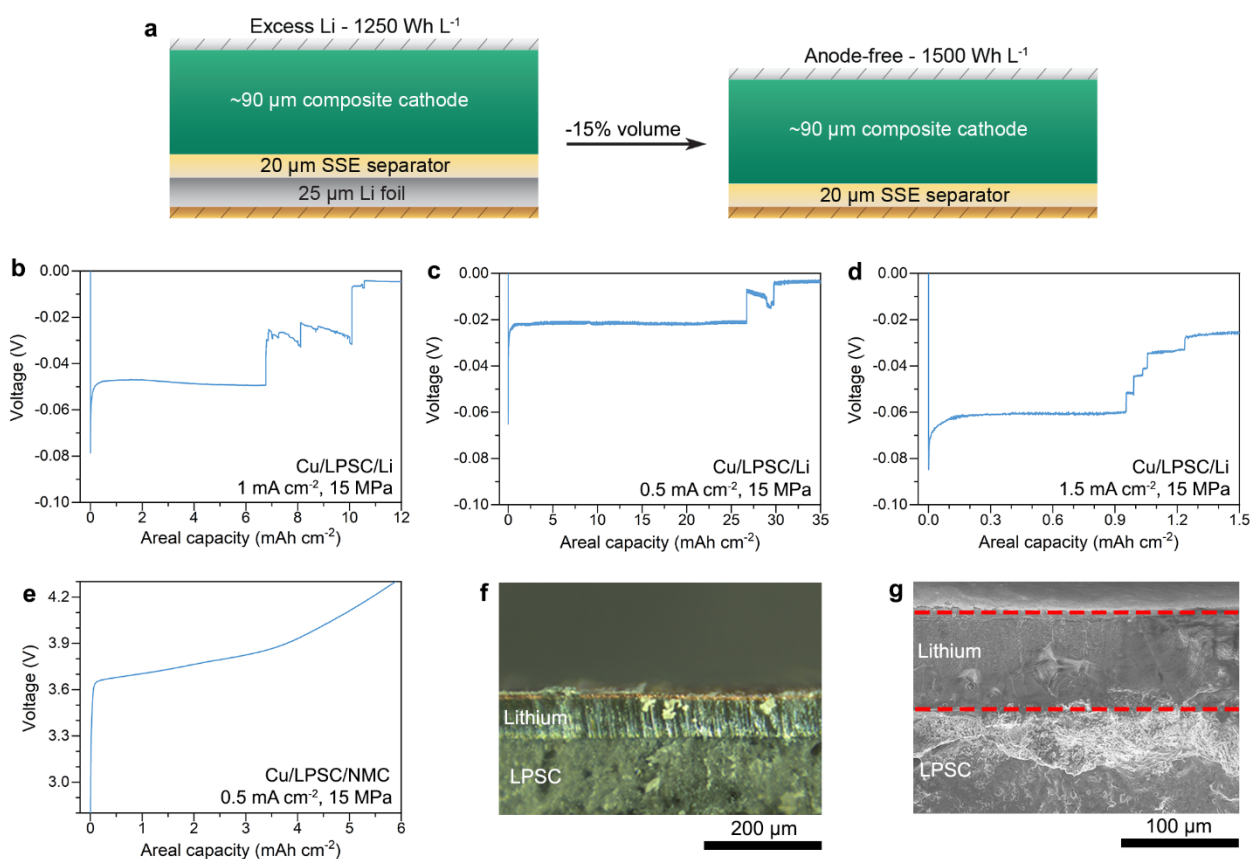 a
Excess Li - 1250 Wh L⁻¹
~90 µm composite cathode
20 µm SSE separator
25 µm Li foil
-15% volume
Anode-free - 1500 Wh L⁻¹
~90 µm composite cathode
20 µm SSE separator
b
0.00
-0.02
-0.04
-0.06
-0.08
-0.10
Voltage (V)
Cu/LPSC/Li
1 mA cm⁻², 15 MPa
0 2 4 6 8 10 12
Areal capacity (mAh cm⁻²)
c
0.00
-0.02
-0.04
-0.06
-0.08
-0.10
Voltage (V)
Cu/LPSC/Li
0.5 mA cm⁻², 15 MPa
0 5 10 15 20 25 30 35
Areal capacity (mAh cm⁻²)
d
0.00
-0.02
-0.04
-0.06
-0.08
-0.10
Voltage (V)
Cu/LPSC/Li
1.5 mA cm⁻², 15 MPa
0.0 0.3 0.6 0.9 1.2 1.5
Areal capacity (mAh cm⁻²)
e
4.2
3.9
3.6
3.3
3.0
Voltage (V)
Cu/LPSC/NMC
0.5 mA cm⁻², 15 MPa
0 1 2 3 4 5 6
Areal capacity (mAh cm⁻²)
f
Lithium
LPSC
200 µm
g
Lithium
LPSC
100 µm